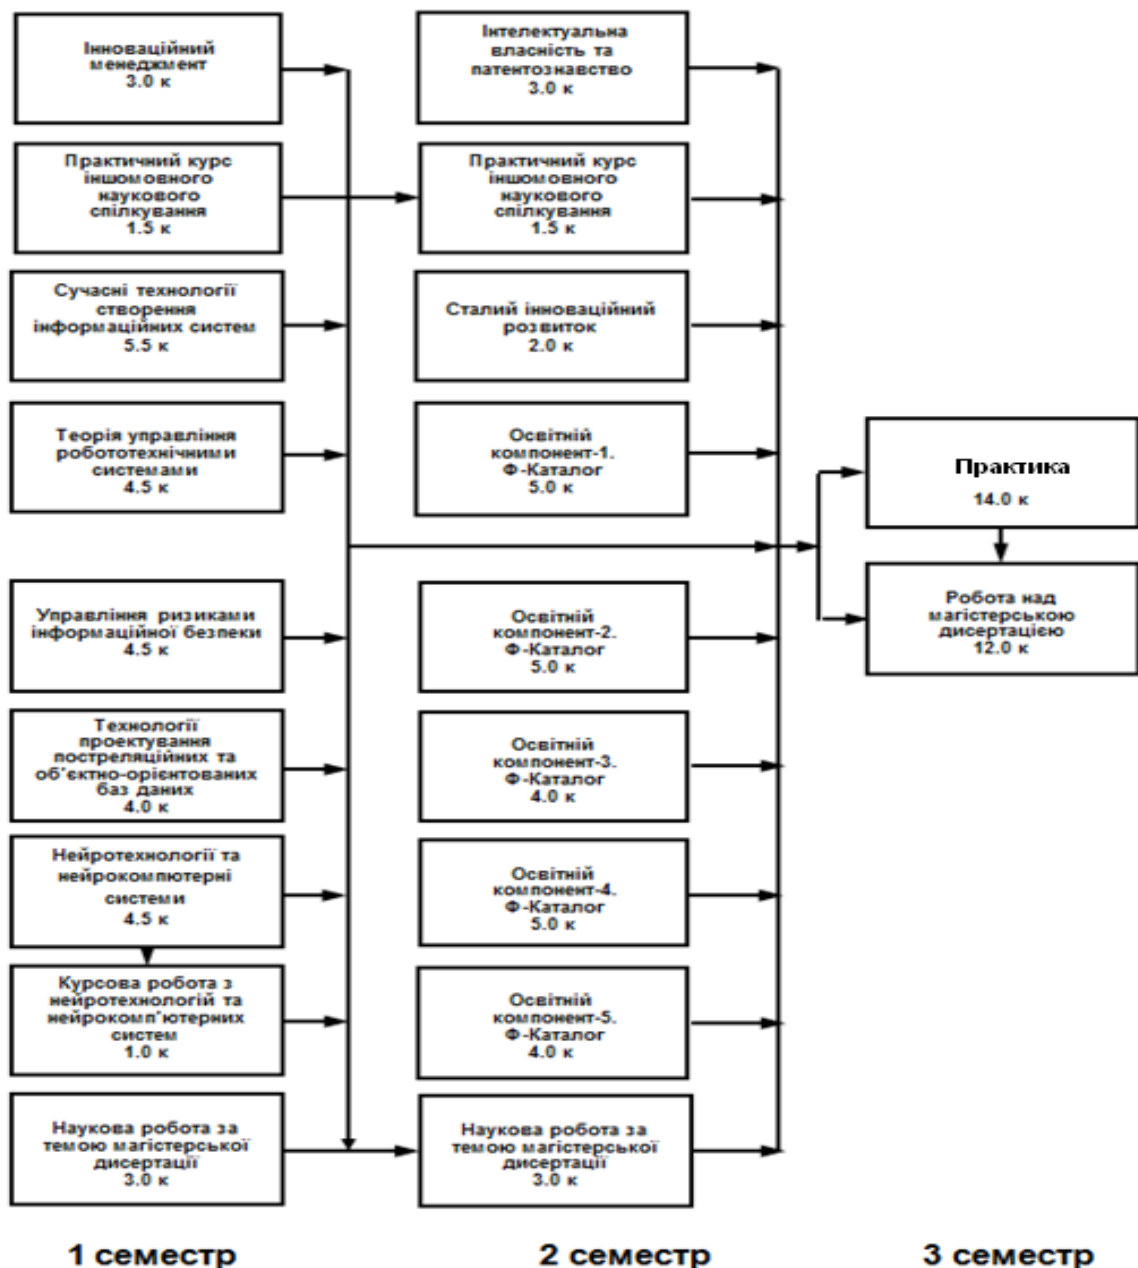 Інноваційний
менеджмент
3.0 к
Практичний курс
іншомовного
наукового
спілкування
1.5 к
Сучасні технології
створення
інформаційних систем
5.5 к
Теорія управління
робототехнічними
системами
4.5 к
Управління ризиками
інформаційної безпеки
4.5 к
Технології
проектування
постреляційних та
об'єктно-орієнтованих
баз даних
4.0 к
Нейротехнології та
нейрокомпютерні
системи
4.5 к
Курсова робота з
нейротехнологій та
нейрокомп'ютерних
систем
1.0 к
Наукова робота за
темою магістерської
дисертації
3.0 к
1 семестр
Інтелектуальна
власність та
патентознавство
3.0 к
Практичний курс
іншомовного
наукового
спілкування
1.5 к
Сталий інноваційний
розвиток
2.0 к
Освітній
компонент-1.
Ф-Каталог
5.0 к
Освітній
компонент-2.
Ф-Каталог
5.0 к
Освітній
компонент-3.
Ф-Каталог
4.0 к
Освітній
компонент-4.
Ф-Каталог
5.0 к
Освітній
компонент-5.
Ф-Каталог
4.0 к
Наукова робота за
темою магістерської
дисертації
3.0 к
2 семестр
Практика
14.0 к
Робота над
магістерською
дисертацією
12.0 к
3 семестр